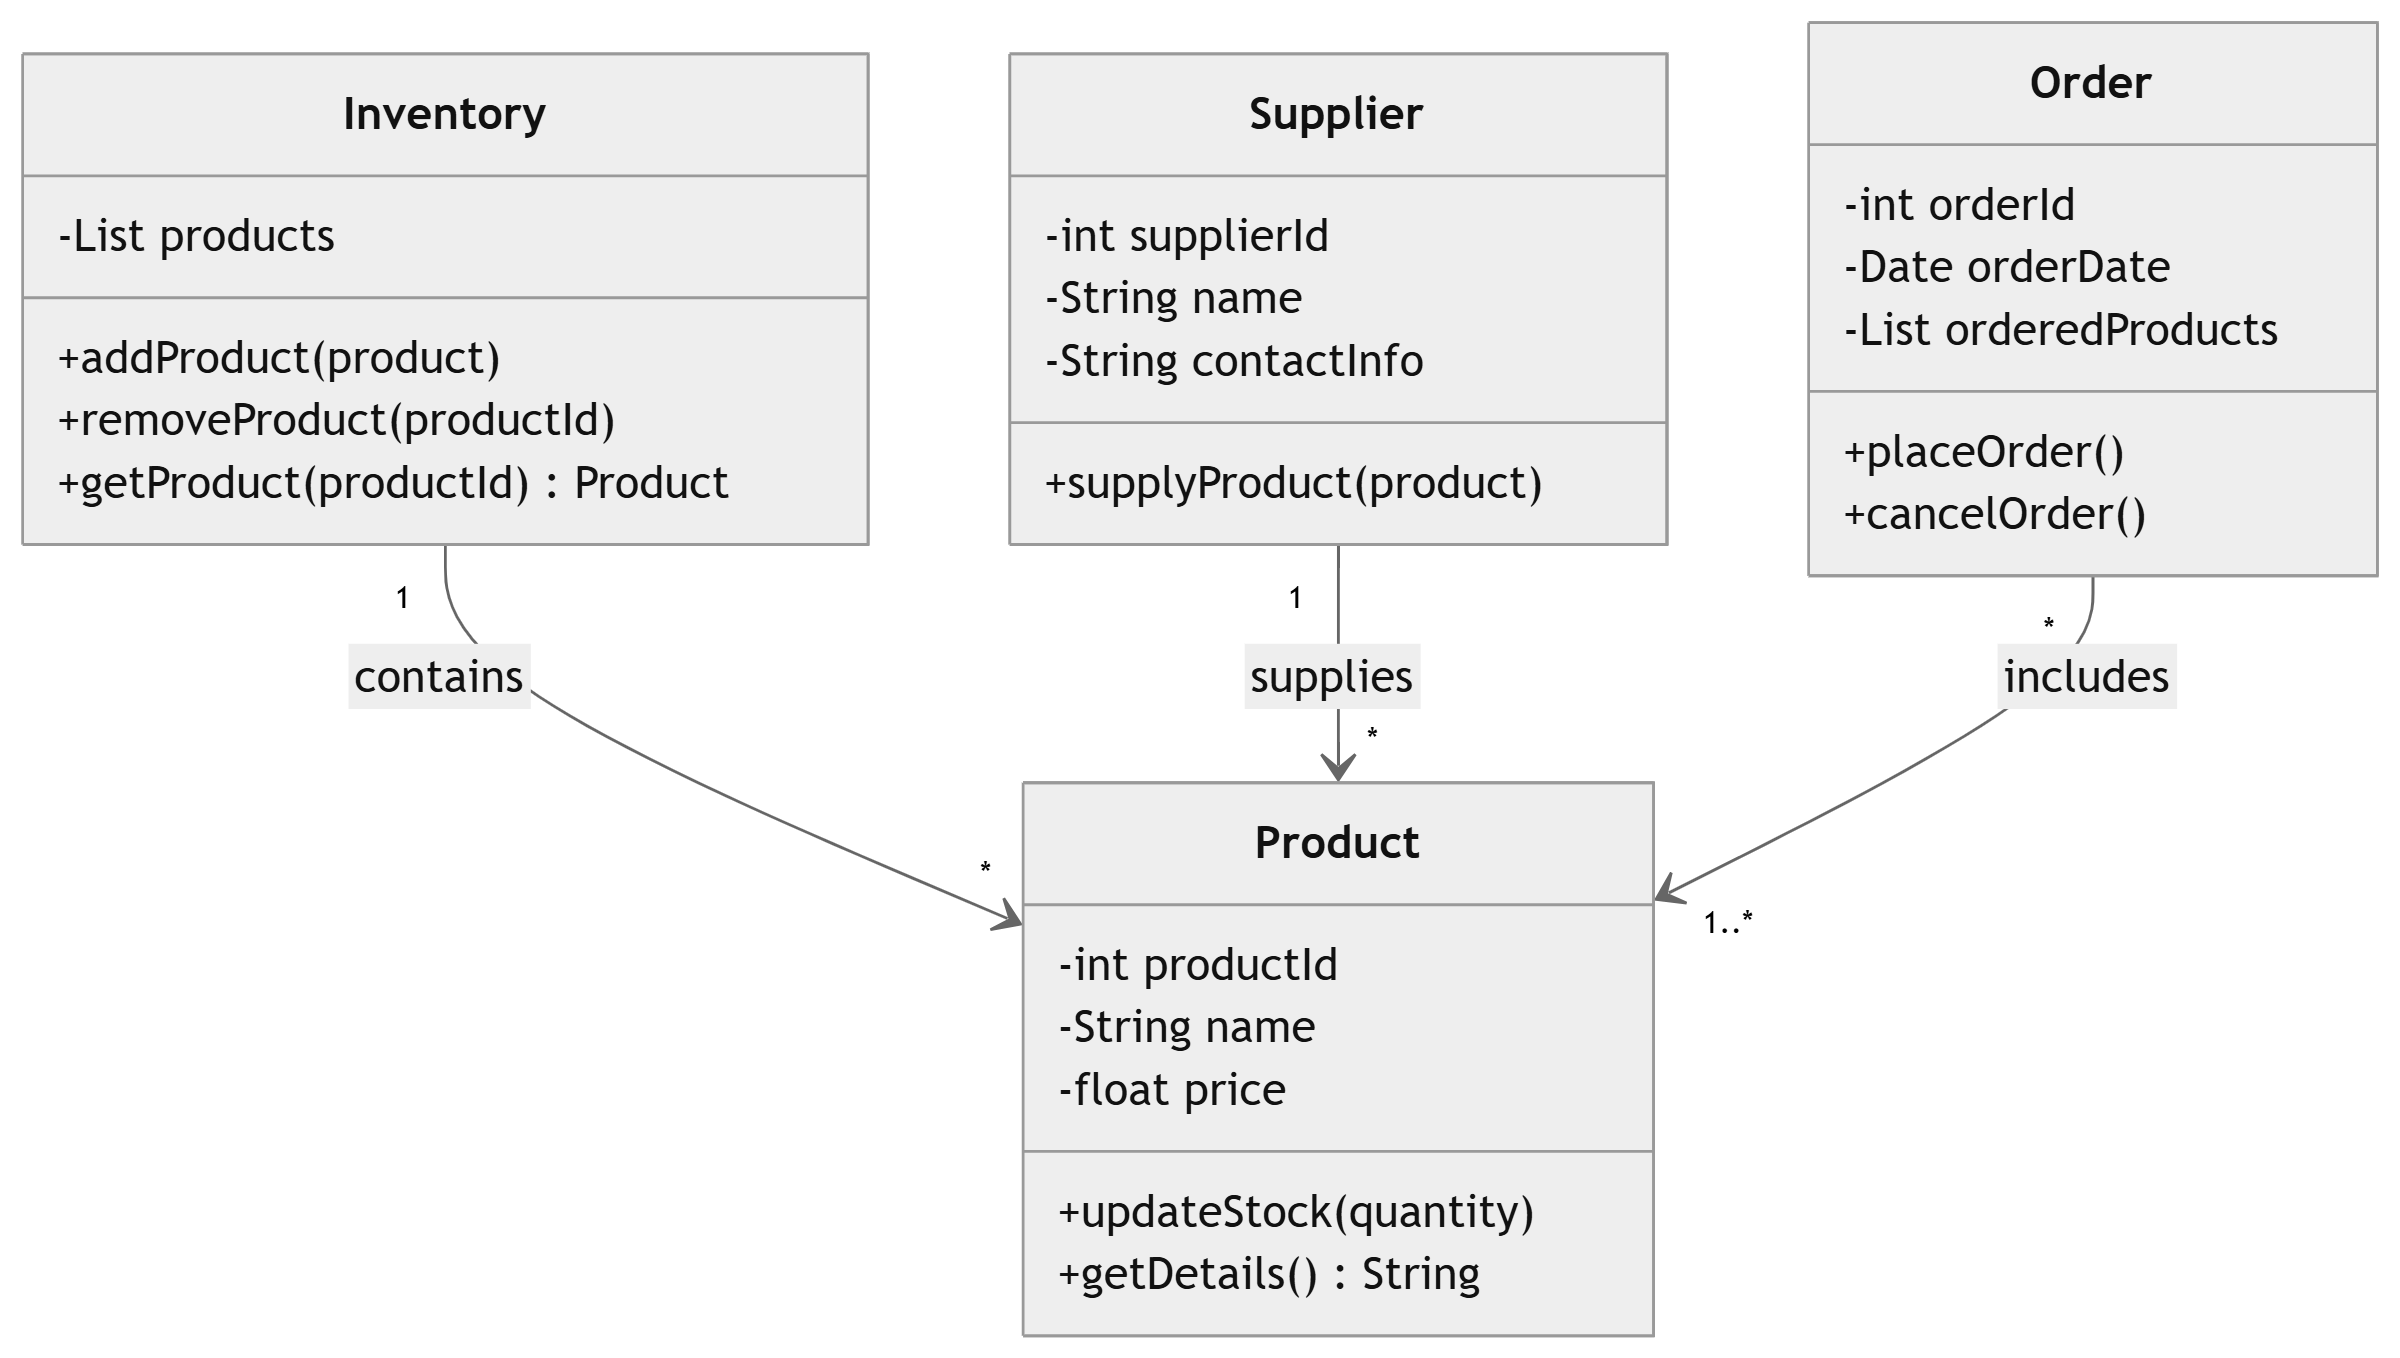 Inventory
-List products
+addProduct(product)
+removeProduct(productId)
+getProduct(productId) : Product
Supplier
-int supplierId
-String name
-String contactInfo
+supplyProduct(product)
Order
-int orderId
-Date orderDate
-List orderedProducts
+placeOrder()
+cancelOrder()
1
contains
*
1
supplies
*
*
includes
1..*
Product
-int productId
-String name
-float price
+updateStock(quantity)
+getDetails() : String